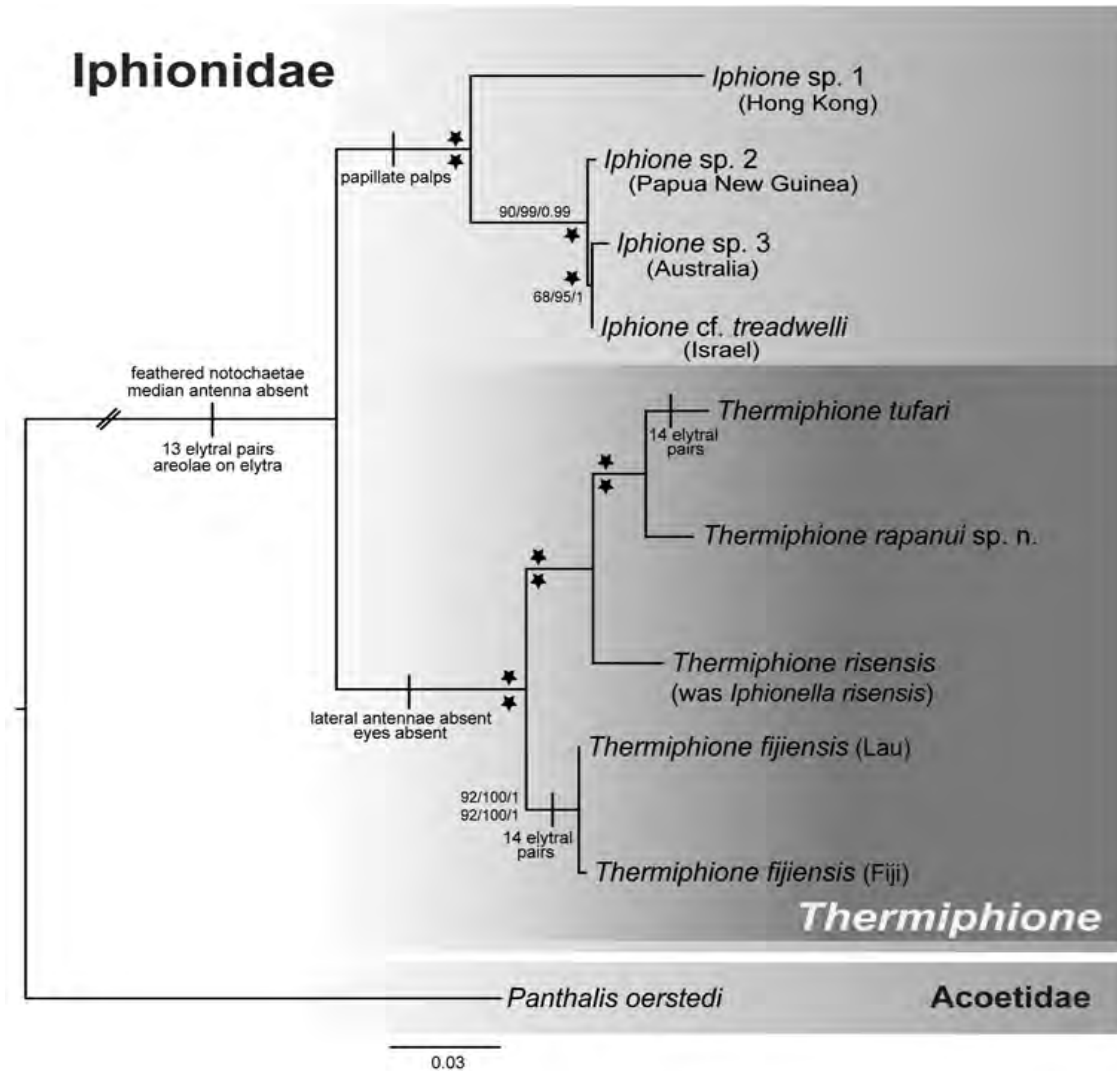 Iphionidae
Iphione sp. 1
(Hong Kong)
papillate palps
Iphione sp. 2
(Papua New Guinea)
90/99/0.99
Iphione sp. 3
(Australia)
68/95/1
Iphione cf. treadwelli
(Israel)
feathered notochaetae
median antenna absent
13 elytral pairs
areolae on elytra
Thermiphione tufari
14 elytral
pairs
Thermiphione rapanui sp. n.
Thermiphione risensis
(was Iphionella risensis)
lateral antennae absent
eyes absent
Thermiphione fijiensis (Lau)
92/100/1
92/100/1
14 elytral
pairs
Thermiphione fijiensis (Fiji)
Thermiphione
Panthalis oerstedi
Acoetidae
0.03